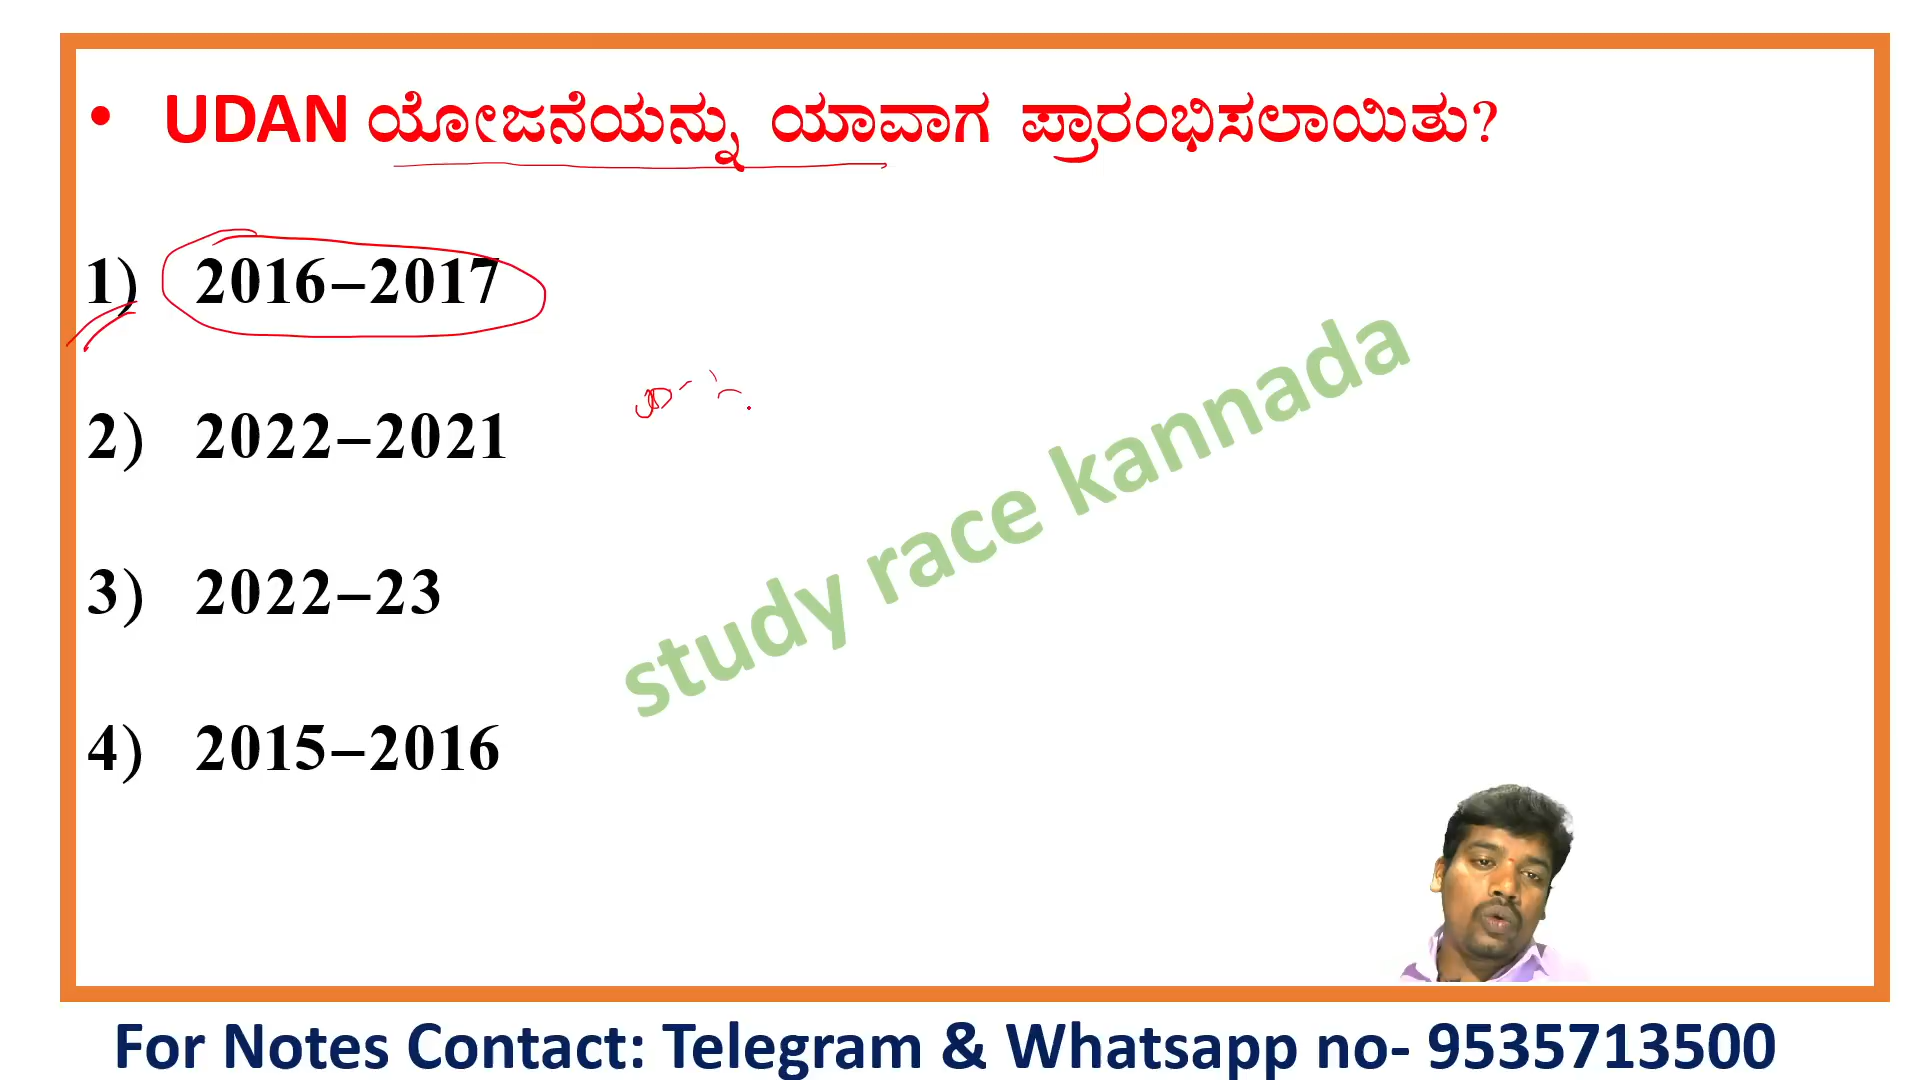 • UDAN ಯೋಜನೆಯನ್ನು ಯಾವಾಗ ಪ್ರಾರಂಭಿಸಲಾಯಿತು?
1) 2016–2017
2) 2022–2021
3) 2022–23
4) 2015–2016
study race kannada
For Notes Contact: Telegram & Whatsapp no- 9535713500